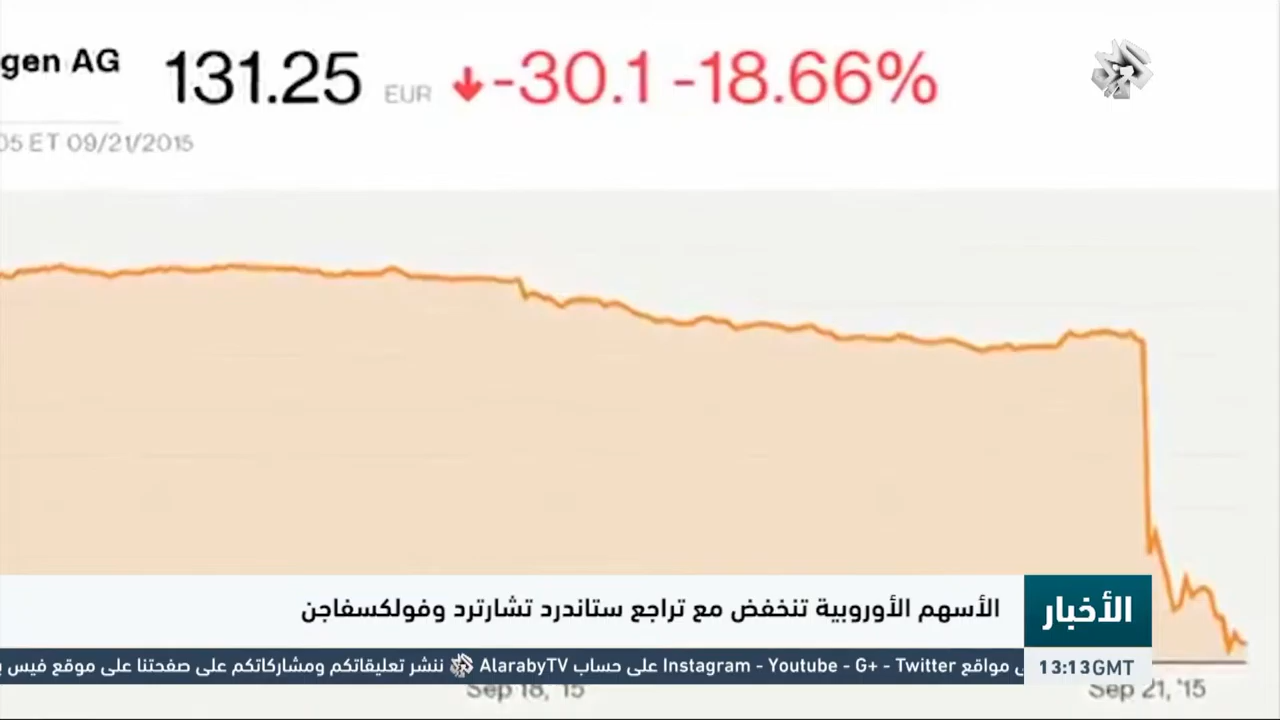 gen AG 131.25 EUR -30.1 -18.66%
05 ET 09/21/2015
الأخبار
الأسهم الأوروبية تنخفض مع تراجع ستاندرد تشارترد وفولكسفاجن
13:13GMT
مواقع Instagram - Youtube - G+ - Twitter على حساب AlarabyTV ننشر تعليقاتكم ومشاركاتكم على صفحتنا على موقع فيس
Sep 18, '15
Sep 21, '15